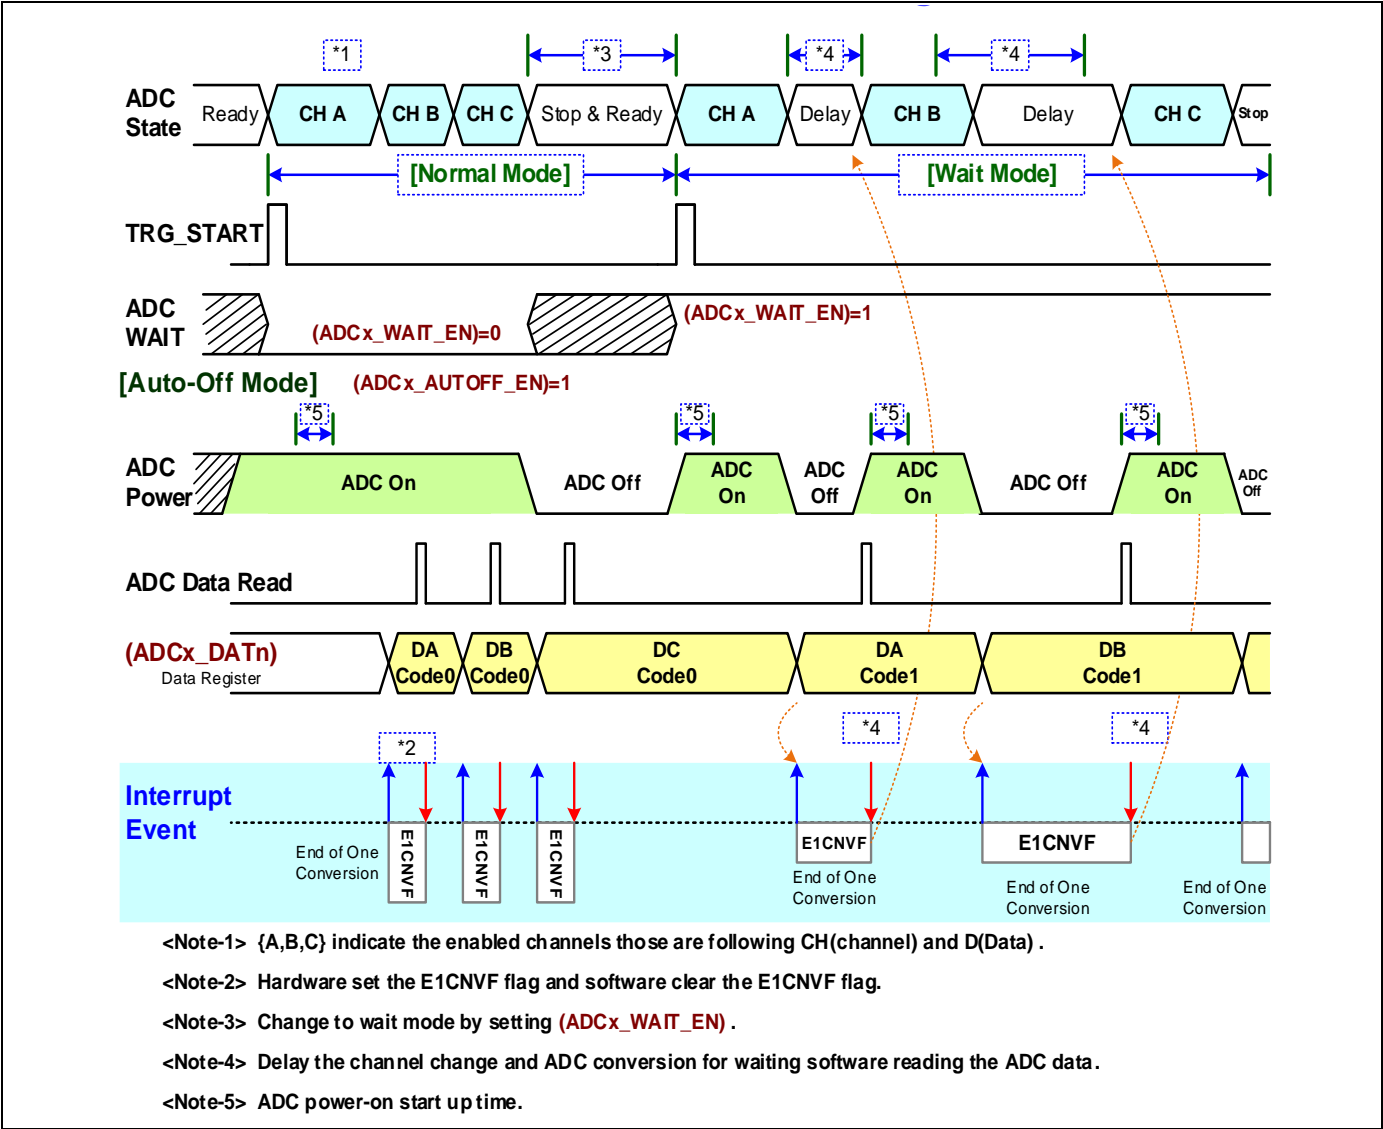 *1
*3
*4
*4
ADC
State
Ready
CH A
CH B
CH C
Stop & Ready
CH A
Delay
CH B
Delay
CH C
Stop
[Normal Mode]
[Wait Mode]
TRG_START
ADC
WAIT
(ADCx_WAIT_EN)=0
(ADCx_WAIT_EN)=1
[Auto-Off Mode]
(ADCx_AUTOFF_EN)=1
*5
*5
*5
*5
ADC
Power
ADC On
ADC Off
ADC
On
ADC
Off
ADC
On
ADC Off
ADC
On
ADC
Off
ADC Data Read
(ADCx_DATn)
Data Register
DA
Code0
DB
Code0
DC
Code0
DA
Code1
DB
Code1
*2
*4
*4
Interrupt
Event
End of One
Conversion
E1CNVF
E1CNVF
E1CNVF
E1CNVF
End of One
Conversion
E1CNVF
End of One
Conversion
End of One
Conversion
<Note-1> {A,B,C} indicate the enabled channels those are following CH(channel) and D(Data) .
<Note-2> Hardware set the E1CNVF flag and software clear the E1CNVF flag.
<Note-3> Change to wait mode by setting (ADCx_WAIT_EN) .
<Note-4> Delay the channel change and ADC conversion for waiting software reading the ADC data.
<Note-5> ADC power-on start up time.